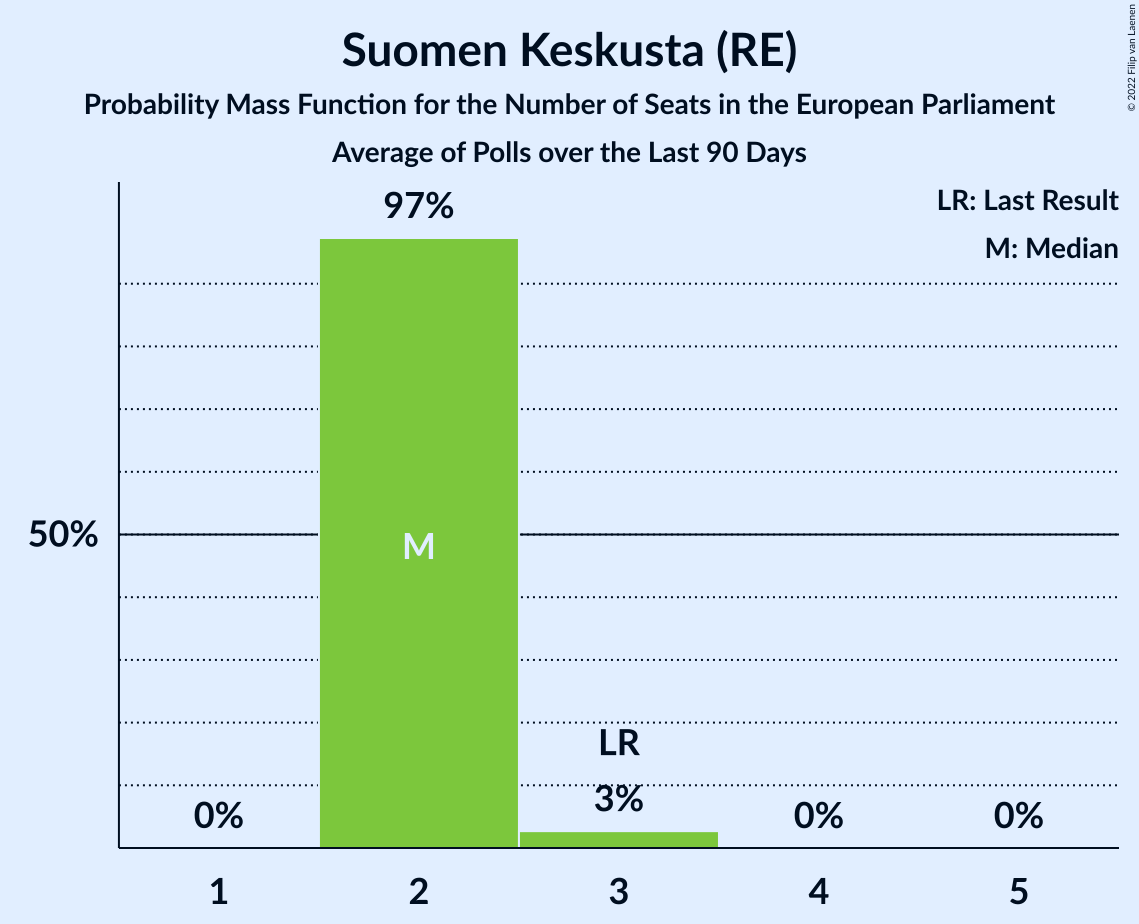 Suomen Keskusta (RE)
Probability Mass Function for the Number of Seats in the European Parliament
Average of Polls over the Last 90 Days
© 2022 Filip van Laenen
LR: Last Result
M: Median
97%
50%
M
LR
0%
3%
0%
0%
1
2
3
4
5